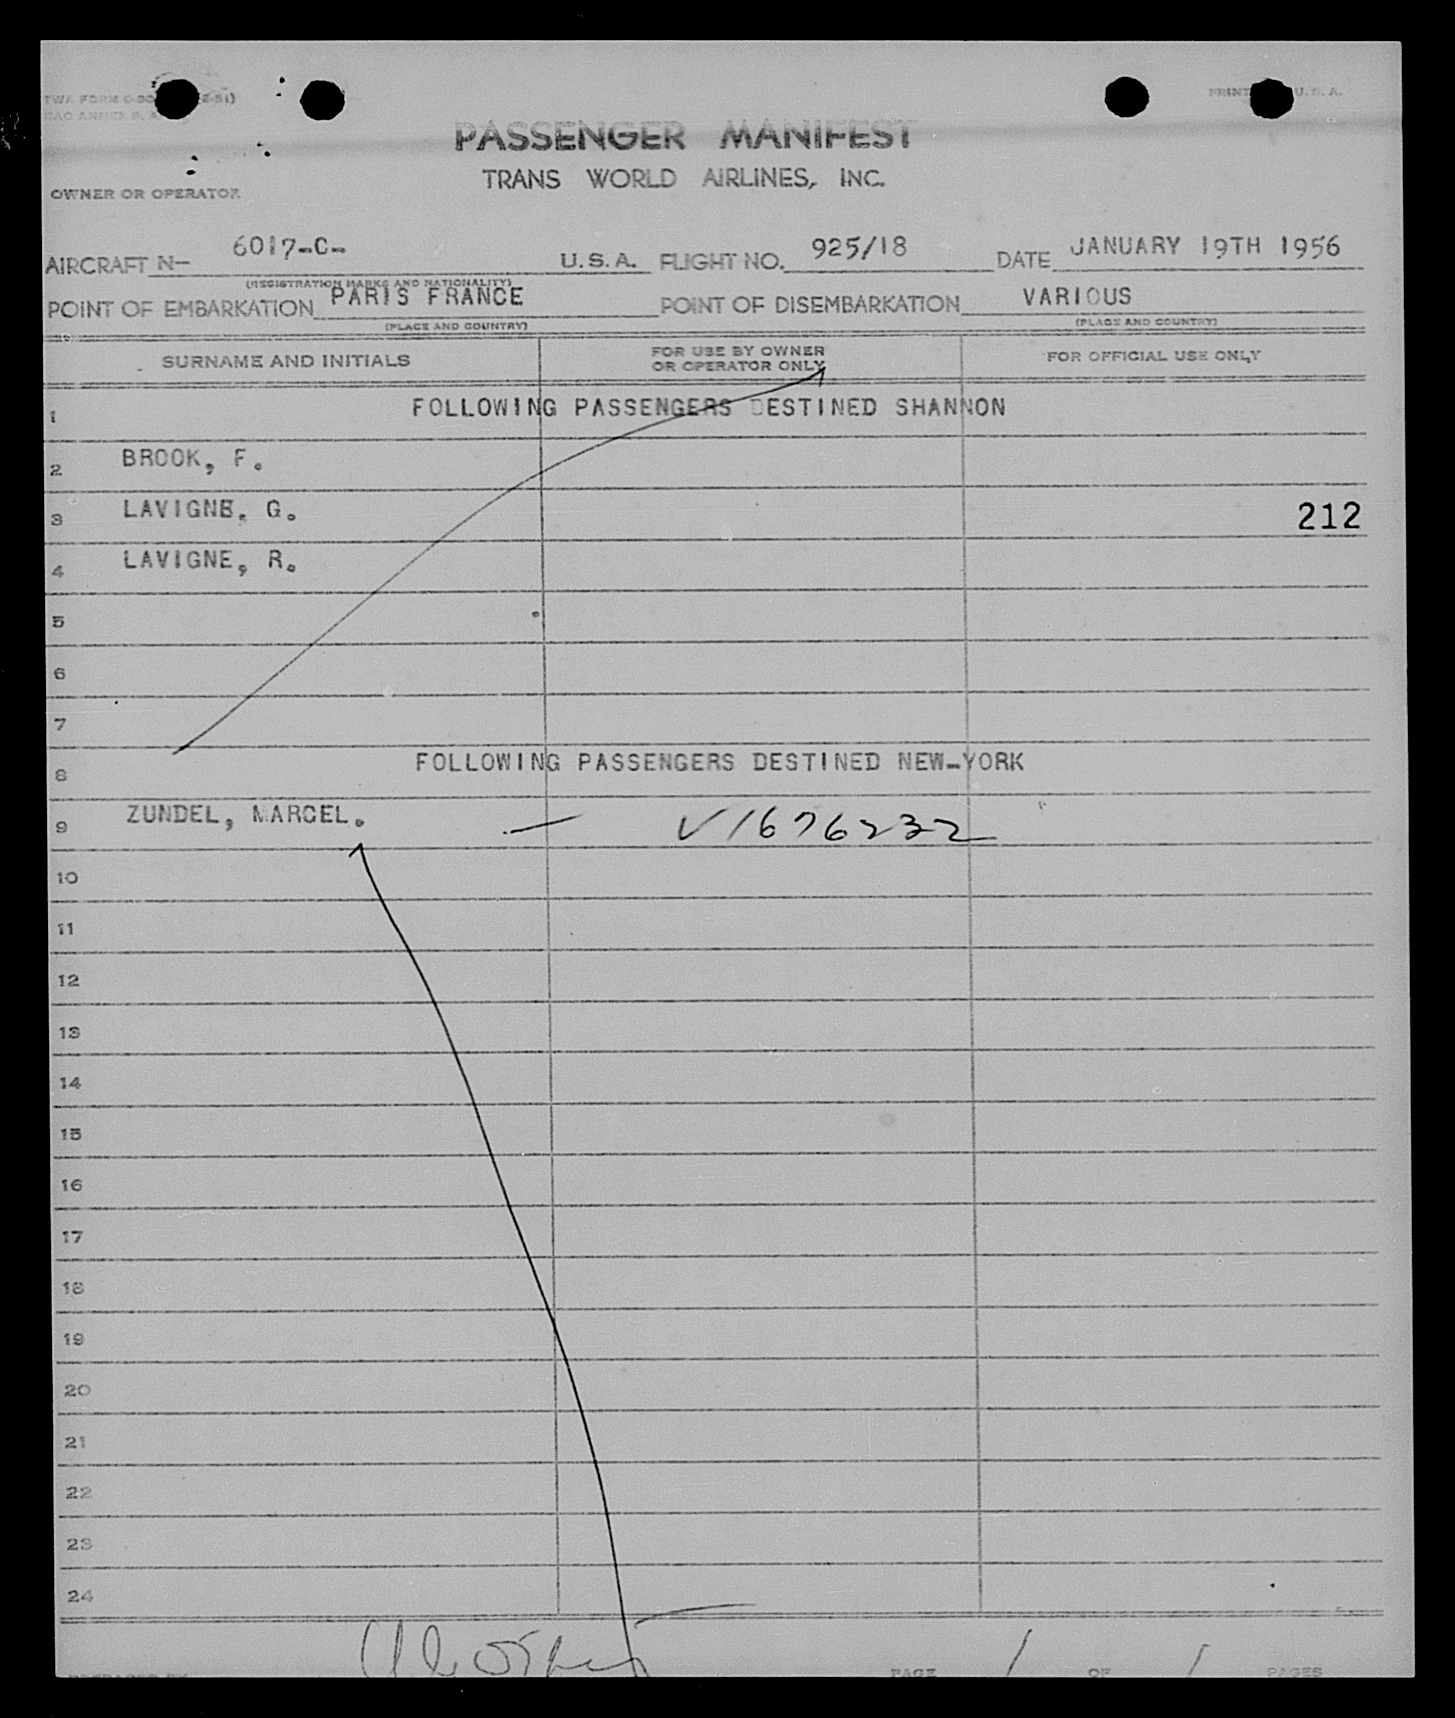 TWA FORM
PRINT U. S. A.
PASSENGER MANIFEST
TRANS WORLD AIRLINES, INC.
OWNER OR OPERATOR
AIRCRAFT N- 6017-C- U. S. A. FLIGHT NO. 925/18 DATE JANUARY 19TH 1956
(REGISTRATION MARKS AND NATIONALITY)
POINT OF EMBARKATION PARIS FRANCE POINT OF DISEMBARKATION VARIOUS
(PLACE AND COUNTRY) (PLACE AND COUNTRY)
SURNAME AND INITIALS FOR USE BY OWNER OR OPERATOR ONLY FOR OFFICIAL USE ONLY
1 FOLLOWING PASSENGERS DESTINED SHANNON
2 BROOK, F.
3 LAVIGNE, G. 212
4 LAVIGNE, R.
5
6
7
8 FOLLOWING PASSENGERS DESTINED NEW-YORK
9 ZUNDEL, MARCEL. — V1676232
10
11
12
13
14
15
16
17
18
19
20
21
22
23
24
PREPARED BY PAGE 1 OF 1 PAGES